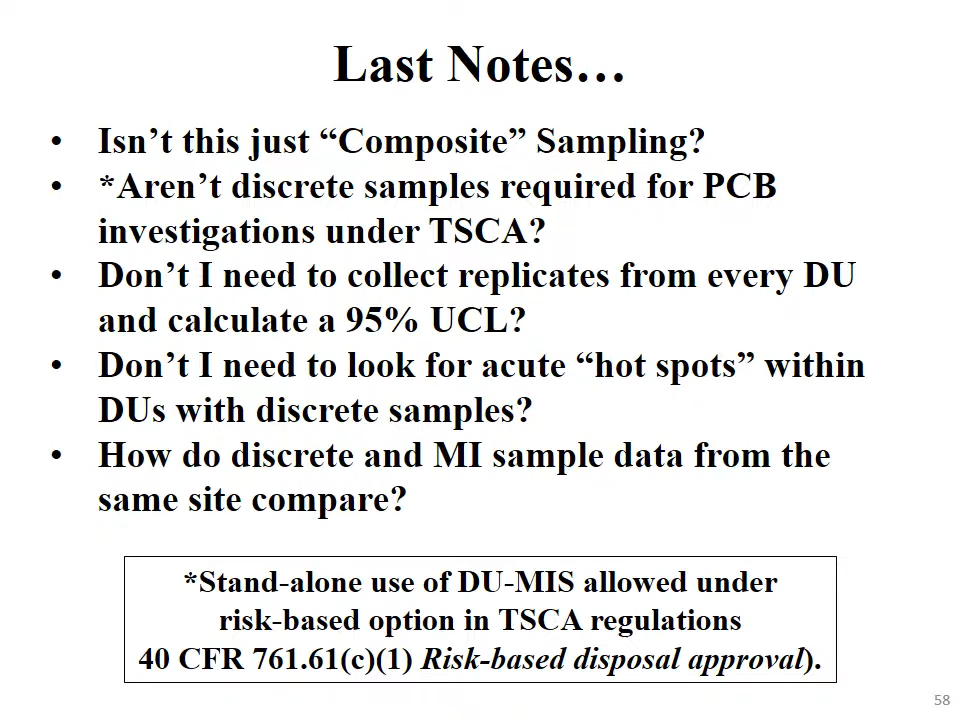 Last Notes…
• Isn’t this just “Composite” Sampling?
• *Aren’t discrete samples required for PCB
investigations under TSCA?
• Don’t I need to collect replicates from every DU
and calculate a 95% UCL?
• Don’t I need to look for acute “hot spots” within
DUs with discrete samples?
• How do discrete and MI sample data from the
same site compare?
*Stand-alone use of DU-MIS allowed under
risk-based option in TSCA regulations
40 CFR 761.61(c)(1) Risk-based disposal approval).
58